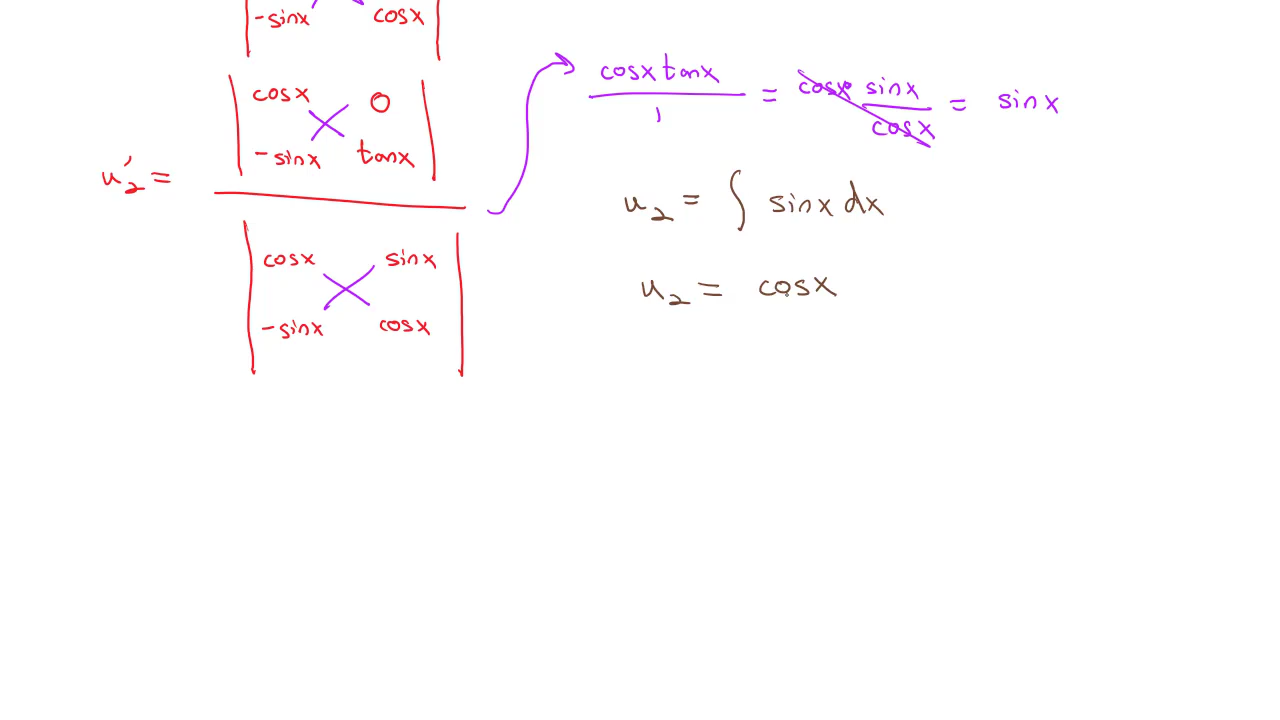 -sinx cosx
cosx 0
-sinx tanx
u₂' =
cosx sinx
-sinx cosx
cosx tanx / 1 = cosx sinx / cosx = sinx
u₂ = ∫ sinx dx
u₂ = cosx